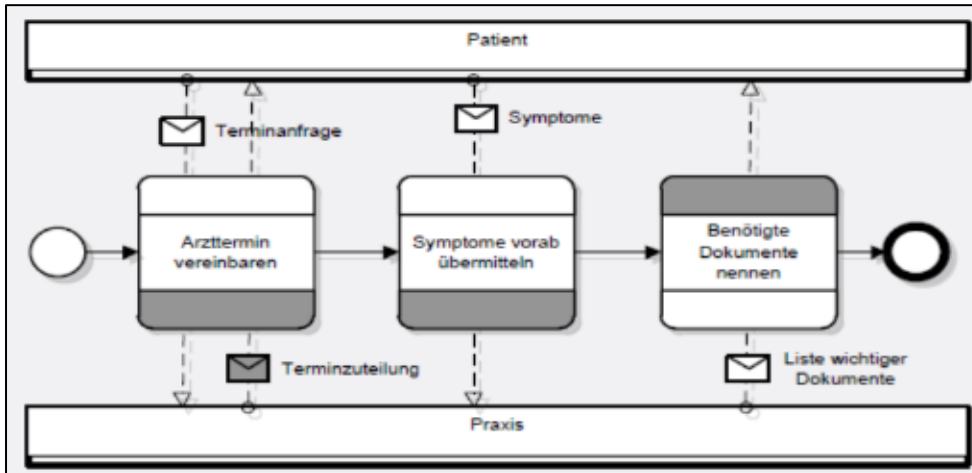 Patient
Terminanfrage
Symptome
Arzttermin
vereinbaren
Symptome vorab
übermitteln
Benötigte
Dokumente
nennen
Terminzuteilung
Liste wichtiger
Dokumente
Praxis